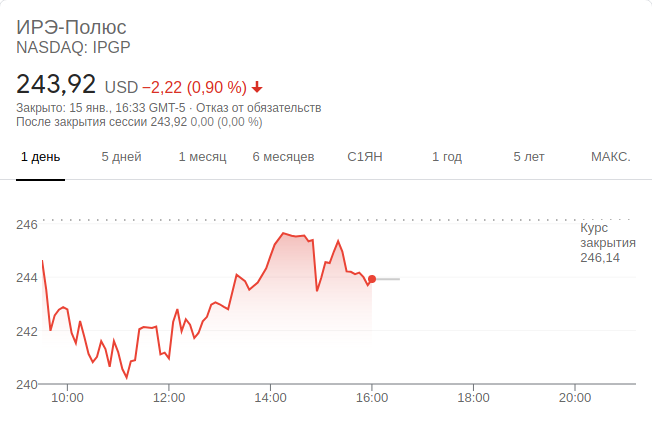 ИРЭ-Полюс
NASDAQ: IPGP
243,92 USD −2,22 (0,90 %)
Закрыто: 15 янв., 16:33 GMT-5 · Отказ от обязательств
После закрытия сессии 243,92 0,00 (0,00 %)
1 день 5 дней 1 месяц 6 месяцев С1ЯН 1 год 5 лет МАКС.
246
Курс
закрытия
246,14
244
242
240
10:00 12:00 14:00 16:00 18:00 20:00